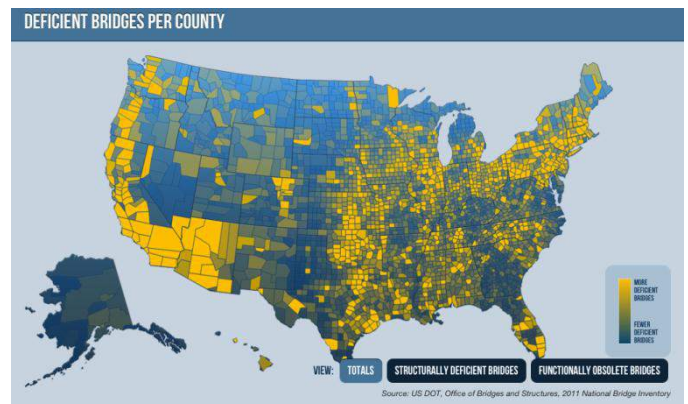 DEFICIENT BRIDGES PER COUNTY
MORE
DEFICIENT
BRIDGES
FEWER
DEFICIENT
BRIDGES
VIEW: TOTALS STRUCTURALLY DEFICIENT BRIDGES FUNCTIONALLY OBSOLETE BRIDGES
Source: US DOT, Office of Bridges and Structures, 2011 National Bridge Inventory